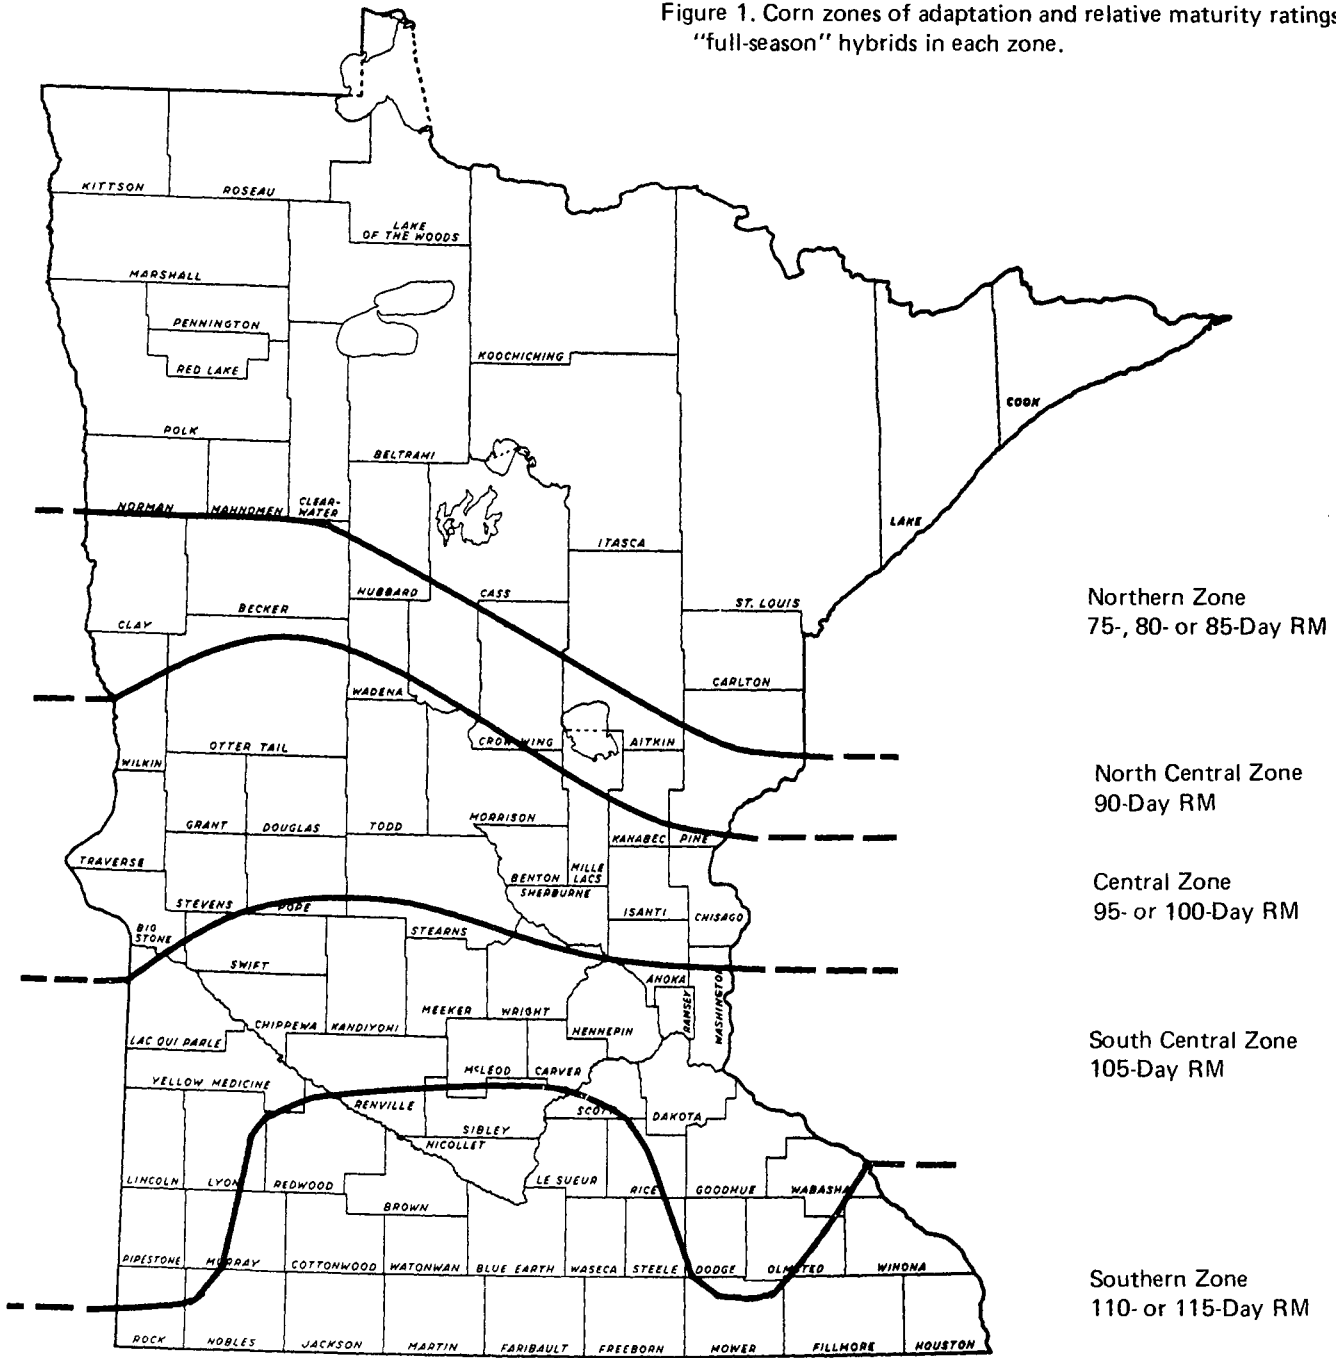 Figure 1. Corn zones of adaptation and relative maturity ratings
"full-season" hybrids in each zone.
KITTSON
ROSEAU
LAKE
OF THE WOODS
MARSHALL
PENNINGTON
RED LAKE
KOOCHICHING
COOK
POLK
BELTRAMI
NORMAN
MAHNOMEN
CLEAR-
WATER
LAKE
ITASCA
HUBBARD
CASS
ST. LOUIS
BECKER
CLAY
Northern Zone
75-, 80- or 85-Day RM
WADENA
CARLTON
OTTER TAIL
CROW WING
AITKIN
WILKIN
North Central Zone
90-Day RM
GRANT
DOUGLAS
TODD
MORRISON
KANABEC
PINE
TRAVERSE
BENTON
MILLE
LACS
SHERBURNE
Central Zone
95- or 100-Day RM
STEVENS
POPE
ISANTI
CHISAGO
BIG
STONE
STEARNS
SWIFT
ANOKA
RAMSEY
WASHINGTON
MEEKER
WRIGHT
CHIPPEWA
KANDIYOHI
HENNEPIN
LAC QUI PARLE
South Central Zone
105-Day RM
MCLEOD
CARVER
YELLOW MEDICINE
RENVILLE
SCOTT
DAKOTA
SIBLEY
NICOLLET
LINCOLN
LYON
REDWOOD
LE SUEUR
RICE
GOODHUE
WABASHA
BROWN
PIPESTONE
MURRAY
COTTONWOOD
WATONWAN
BLUE EARTH
WASECA
STEELE
DODGE
OLMSTED
WINONA
Southern Zone
110- or 115-Day RM
ROCK
NOBLES
JACKSON
MARTIN
FARIBAULT
FREEBORN
MOWER
FILLMORE
HOUSTON